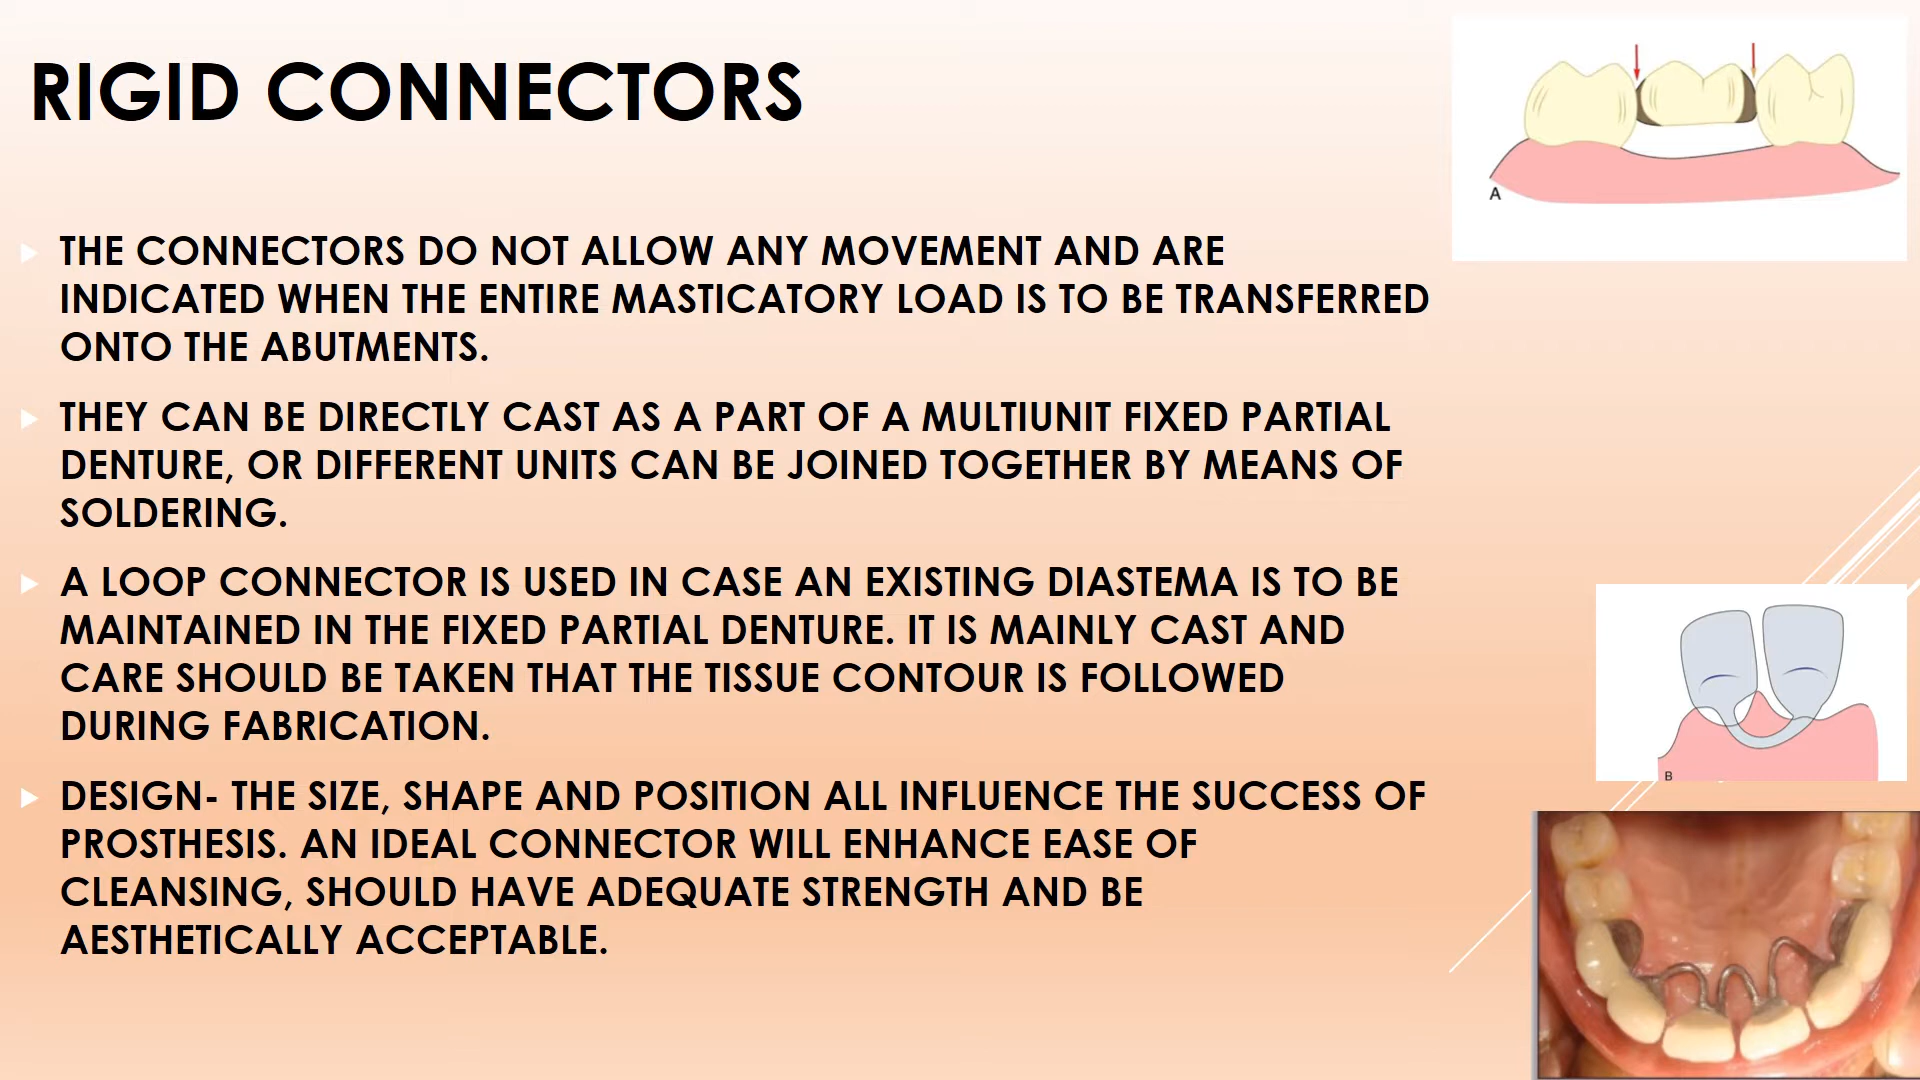 RIGID CONNECTORS
THE CONNECTORS DO NOT ALLOW ANY MOVEMENT AND ARE
INDICATED WHEN THE ENTIRE MASTICATORY LOAD IS TO BE TRANSFERRED
ONTO THE ABUTMENTS.
THEY CAN BE DIRECTLY CAST AS A PART OF A MULTIUNIT FIXED PARTIAL
DENTURE, OR DIFFERENT UNITS CAN BE JOINED TOGETHER BY MEANS OF
SOLDERING.
A LOOP CONNECTOR IS USED IN CASE AN EXISTING DIASTEMA IS TO BE
MAINTAINED IN THE FIXED PARTIAL DENTURE. IT IS MAINLY CAST AND
CARE SHOULD BE TAKEN THAT THE TISSUE CONTOUR IS FOLLOWED
DURING FABRICATION.
DESIGN- THE SIZE, SHAPE AND POSITION ALL INFLUENCE THE SUCCESS OF
PROSTHESIS. AN IDEAL CONNECTOR WILL ENHANCE EASE OF
CLEANSING, SHOULD HAVE ADEQUATE STRENGTH AND BE
AESTHETICALLY ACCEPTABLE.
A
B